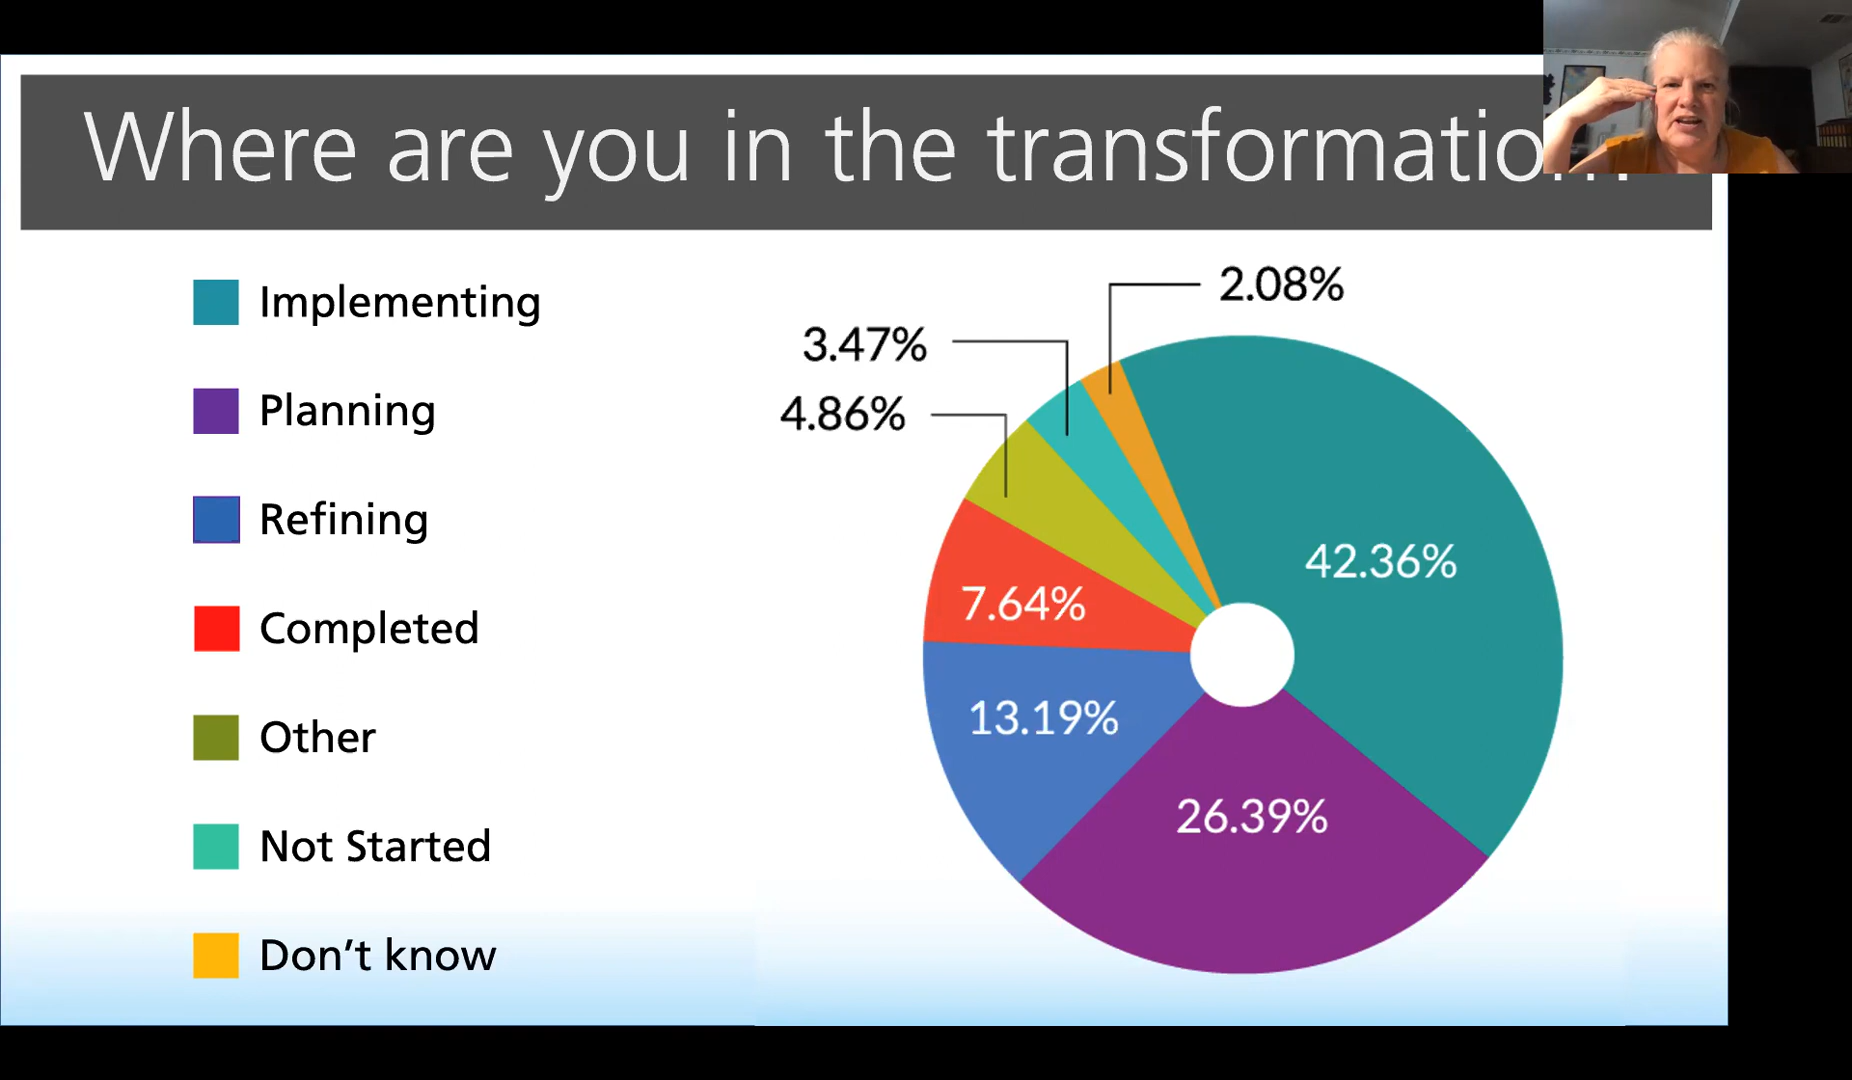 Where are you in the
Implementing
Planning
Refining
Completed
Other
Not Started
Don't know
2.08%
3.47%
4.86%
42.36%
7.64%
13.19%
26.39%